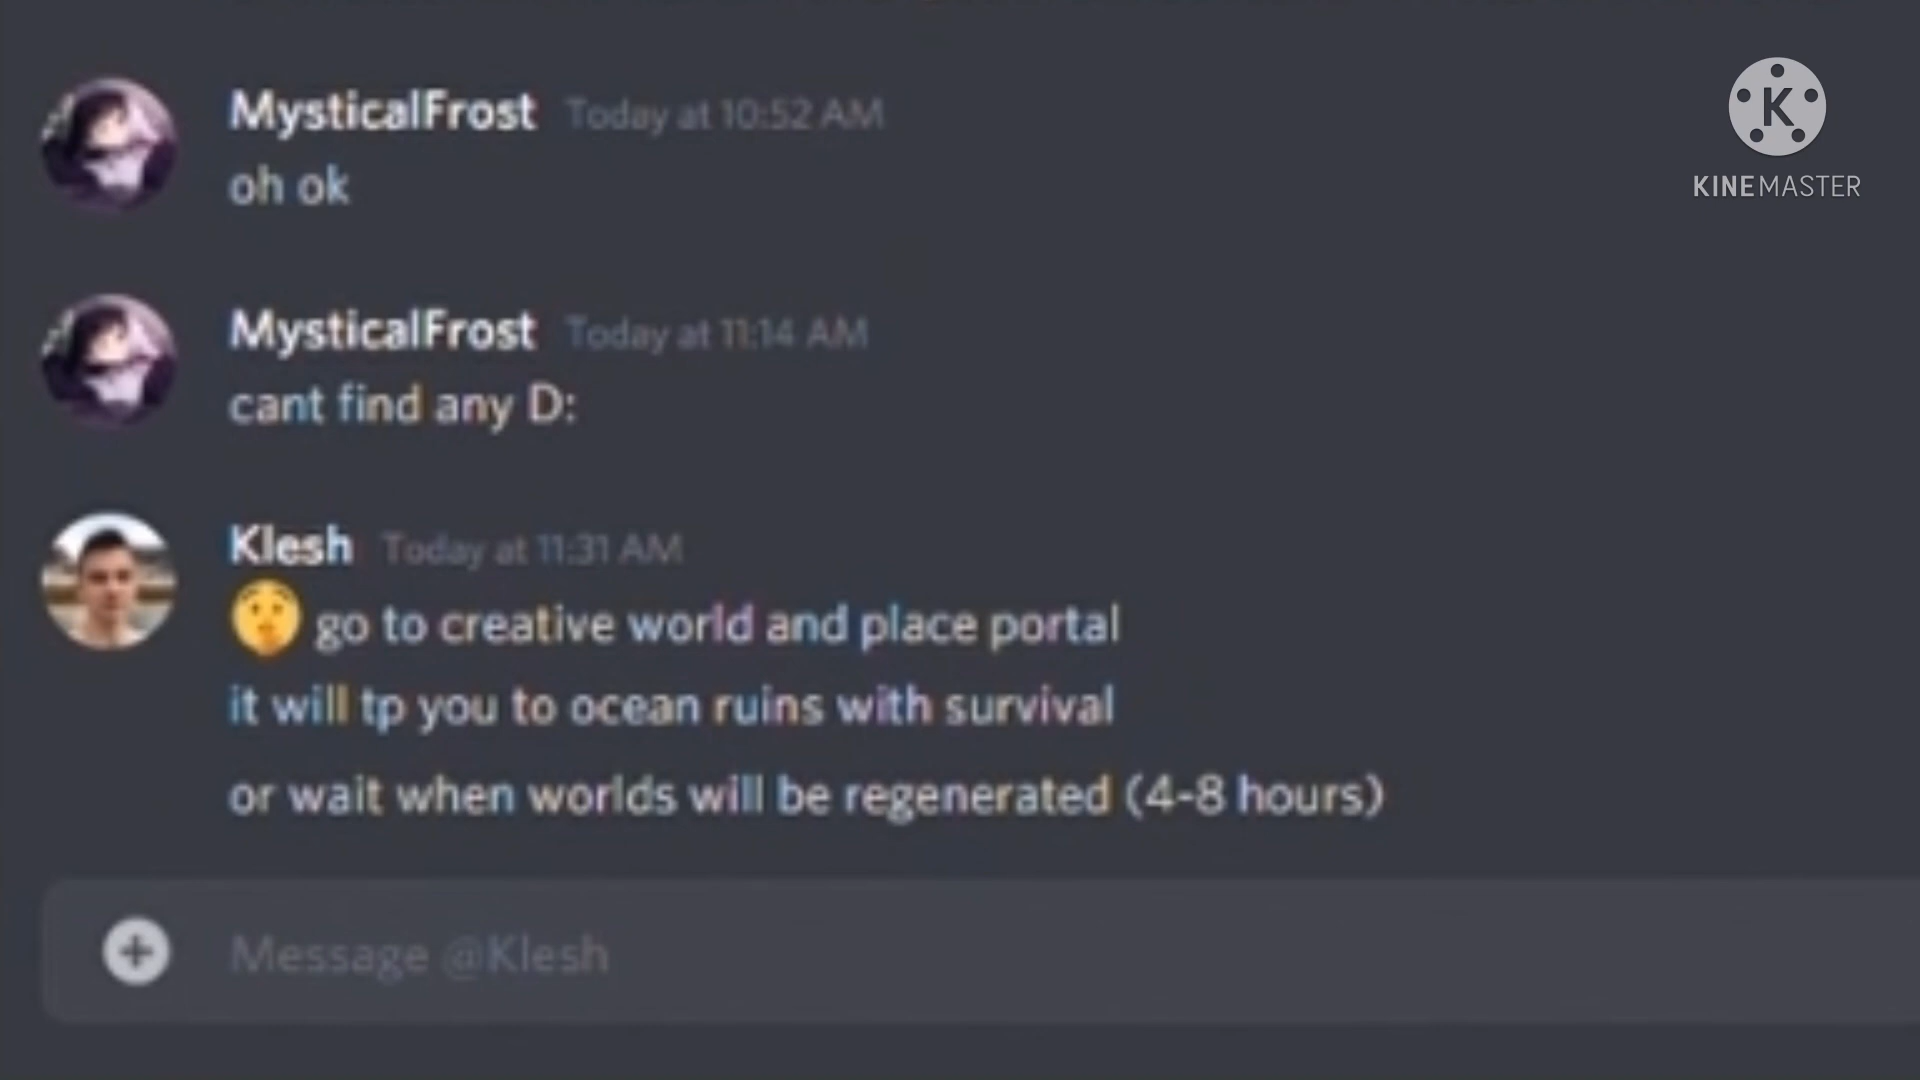 MysticalFrost Today at 10:52 AM
oh ok
K
KINEMASTER
MysticalFrost Today at 11:14 AM
cant find any D:
Klesh Today at 11:31 AM
🤫 go to creative world and place portal
it will tp you to ocean ruins with survival
or wait when worlds will be regenerated (4-8 hours)
Message @Klesh